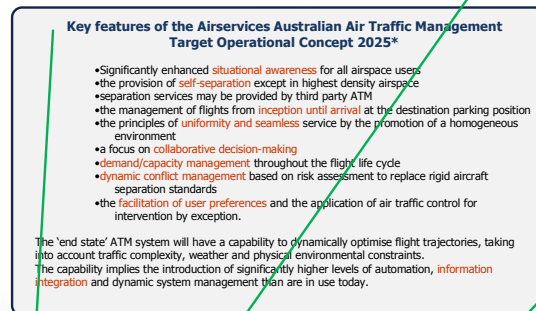 Key features of the Airservices Australian Air Traffic Management
Target Operational Concept 2025*
•Significantly enhanced situational awareness for all airspace users
•the provision of self-separation except in highest density airspace
•separation services may be provided by third party ATM
•the management of flights from inception until arrival at the destination parking position
•the principles of uniformity and seamless service by the promotion of a homogeneous
environment
•a focus on collaborative decision-making
•demand/capacity management throughout the flight life cycle
•dynamic conflict management based on risk assessment to replace rigid aircraft
separation standards
•the facilitation of user preferences and the application of air traffic control for
intervention by exception.
The 'end state' ATM system will have a capability to dynamically optimise flight trajectories, taking
into account traffic complexity, weather and physical environmental constraints.
The capability implies the introduction of significantly higher levels of automation, information
integration and dynamic system management than are in use today.